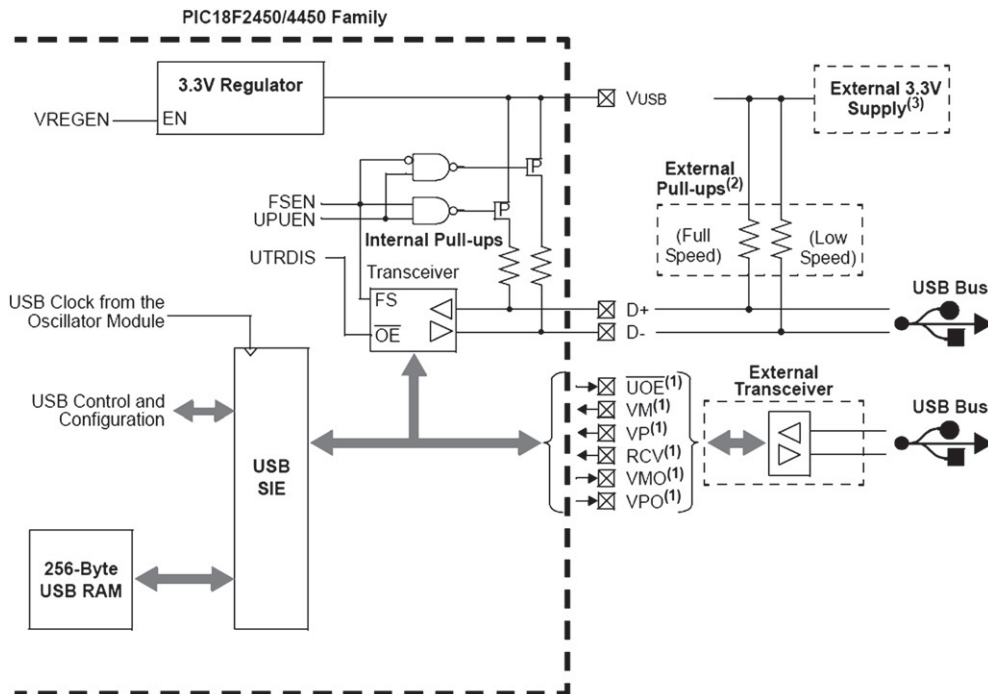 PIC18F2450/4450 Family
3.3V Regulator
EN
VREGEN
VUSB
External 3.3V
Supply(3)
External
Pull-ups(2)
FSEN
UPUEN
P
P
Internal Pull-ups
(Full
Speed)
(Low
Speed)
UTRDIS
Transceiver
FS
OE
USB Clock from the
Oscillator Module
D+
D-
USB Bus
USB Control and
Configuration
USB
SIE
UOE(1)
VM(1)
VP(1)
RCV(1)
VMO(1)
VPO(1)
External
Transceiver
USB Bus
256-Byte
USB RAM